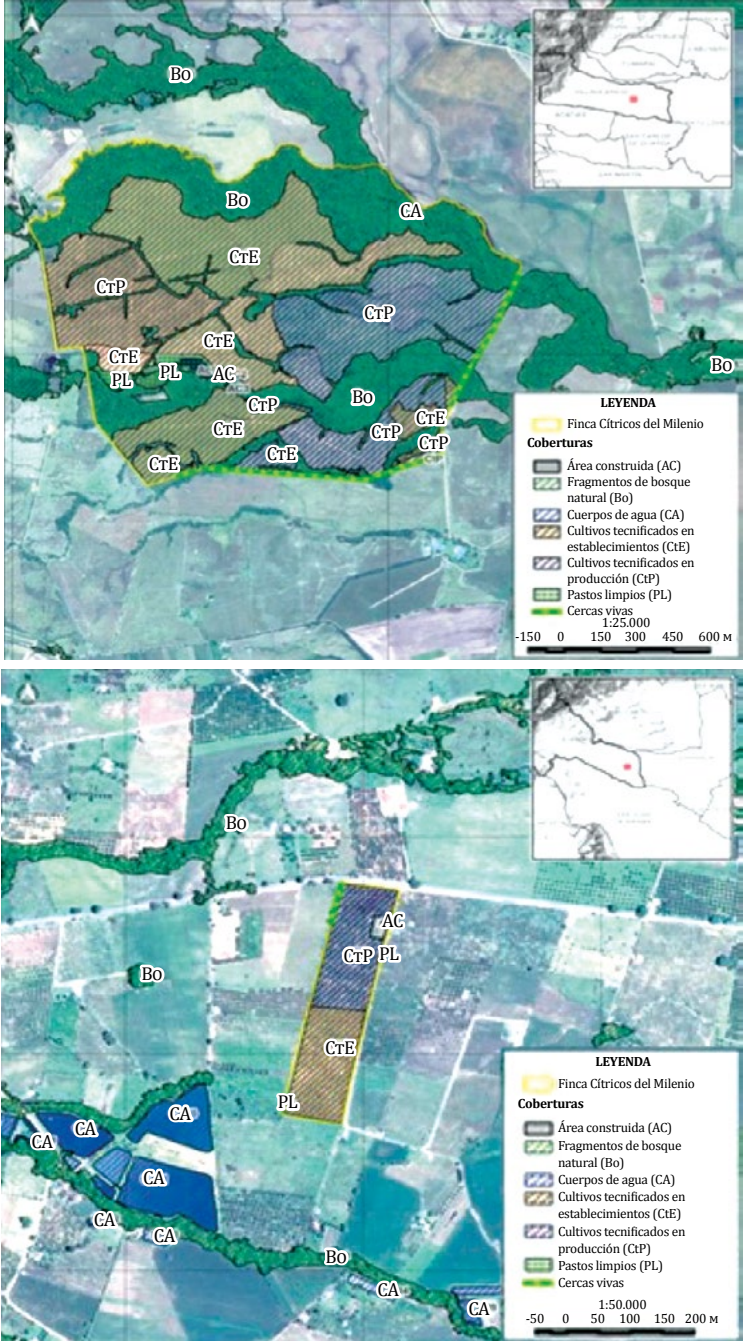 Bo
Bo
CA
CTE
CTP
CTP
CTE
CTE
PL
PL
AC
Bo
Bo
CTP
CTE
CTE
CTP
CTP
CTE
CTE
LEYENDA
Finca Cítricos del Milenio
Coberturas
Área construida (AC)
Fragmentos de bosque
natural (Bo)
Cuerpos de agua (CA)
Cultivos tecnificados en
establecimientos (CtE)
Cultivos tecnificados en
producción (CtP)
Pastos limpios (PL)
Cercas vivas
1:25.000
-150 0 150 300 450 600 M
Bo
AC
CTP PL
Bo
CTE
PL
CA
CA
CA
CA
CA
CA
Bo
CA
CA
LEYENDA
Finca Cítricos del Milenio
Coberturas
Área construida (AC)
Fragmentos de bosque
natural (Bo)
Cuerpos de agua (CA)
Cultivos tecnificados en
establecimientos (CtE)
Cultivos tecnificados en
producción (CtP)
Pastos limpios (PL)
Cercas vivas
1:50.000
-50 0 50 100 150 200 M